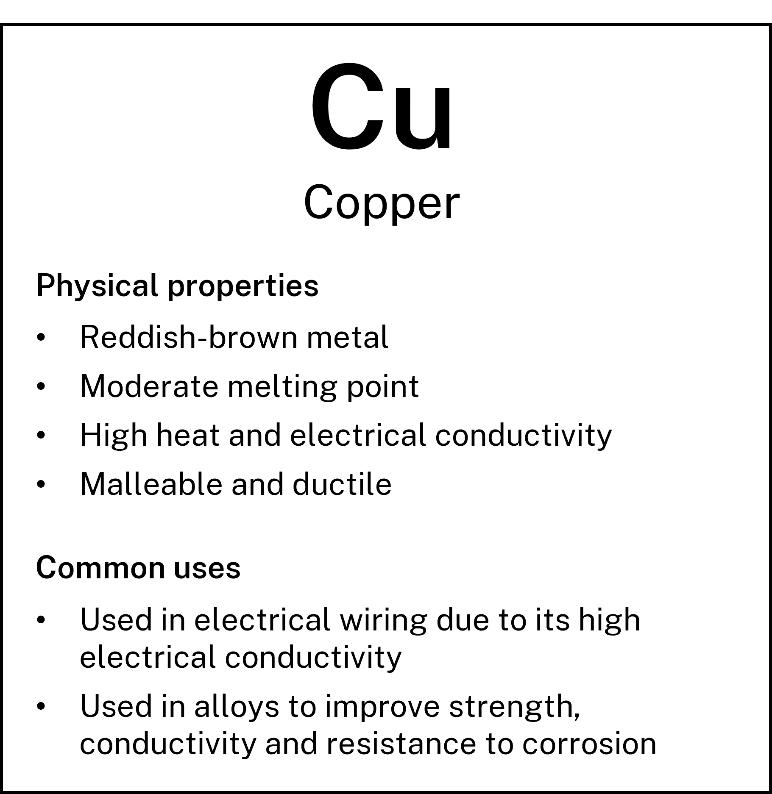 Cu
Copper
Physical properties
• Reddish-brown metal
• Moderate melting point
• High heat and electrical conductivity
• Malleable and ductile
Common uses
• Used in electrical wiring due to its high
electrical conductivity
• Used in alloys to improve strength,
conductivity and resistance to corrosion